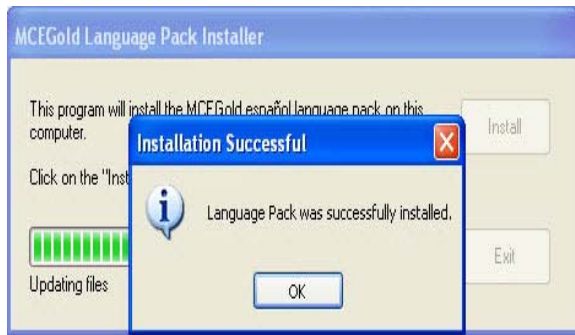 MCEGold Language Pack Installer
This program will install the MCEGold español language pack on this
computer.
Install
Installation Successful
Click on the "Inst
Language Pack was successfully installed.
Exit
Updating files
OK